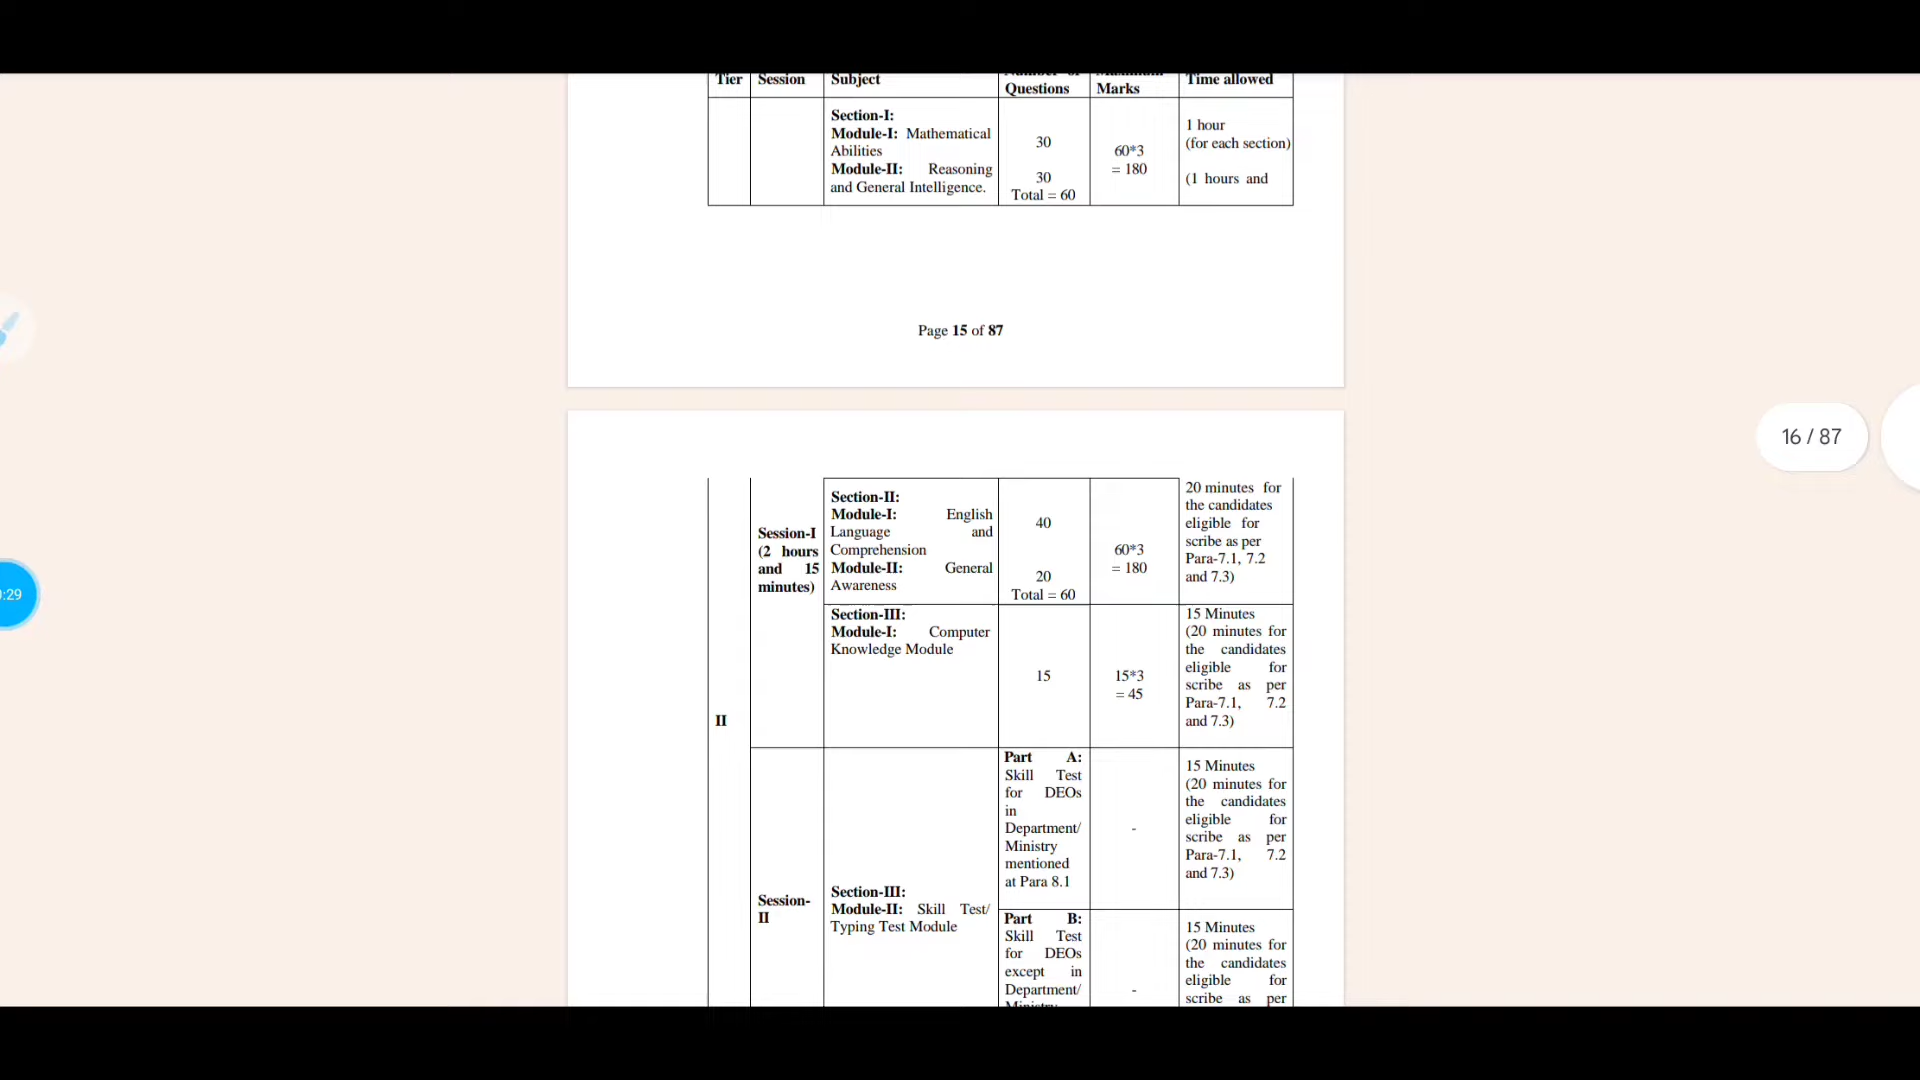 Tier Session Subject Number of Questions Maximum Marks Time allowed
Section-I:
Module-I: Mathematical
Abilities
Module-II: Reasoning
and General Intelligence.
30
30
Total = 60
60*3
= 180
1 hour
(for each section)
(1 hours and
Page 15 of 87
16 / 87
:29
II
Session-I
(2 hours
and 15
minutes)
Section-II:
Module-I: English
Language and
Comprehension
Module-II: General
Awareness
40
20
Total = 60
60*3
= 180
20 minutes for
the candidates
eligible for
scribe as per
Para-7.1, 7.2
and 7.3)
Section-III:
Module-I: Computer
Knowledge Module
15
15*3
= 45
15 Minutes
(20 minutes for
the candidates
eligible for
scribe as per
Para-7.1, 7.2
and 7.3)
Session-
II
Section-III:
Module-II: Skill Test/
Typing Test Module
Part A:
Skill Test
for DEOs
in
Department/
Ministry
mentioned
at Para 8.1
-
15 Minutes
(20 minutes for
the candidates
eligible for
scribe as per
Para-7.1, 7.2
and 7.3)
Part B:
Skill Test
for DEOs
except in
Department/
Ministry
-
15 Minutes
(20 minutes for
the candidates
eligible for
scribe as per